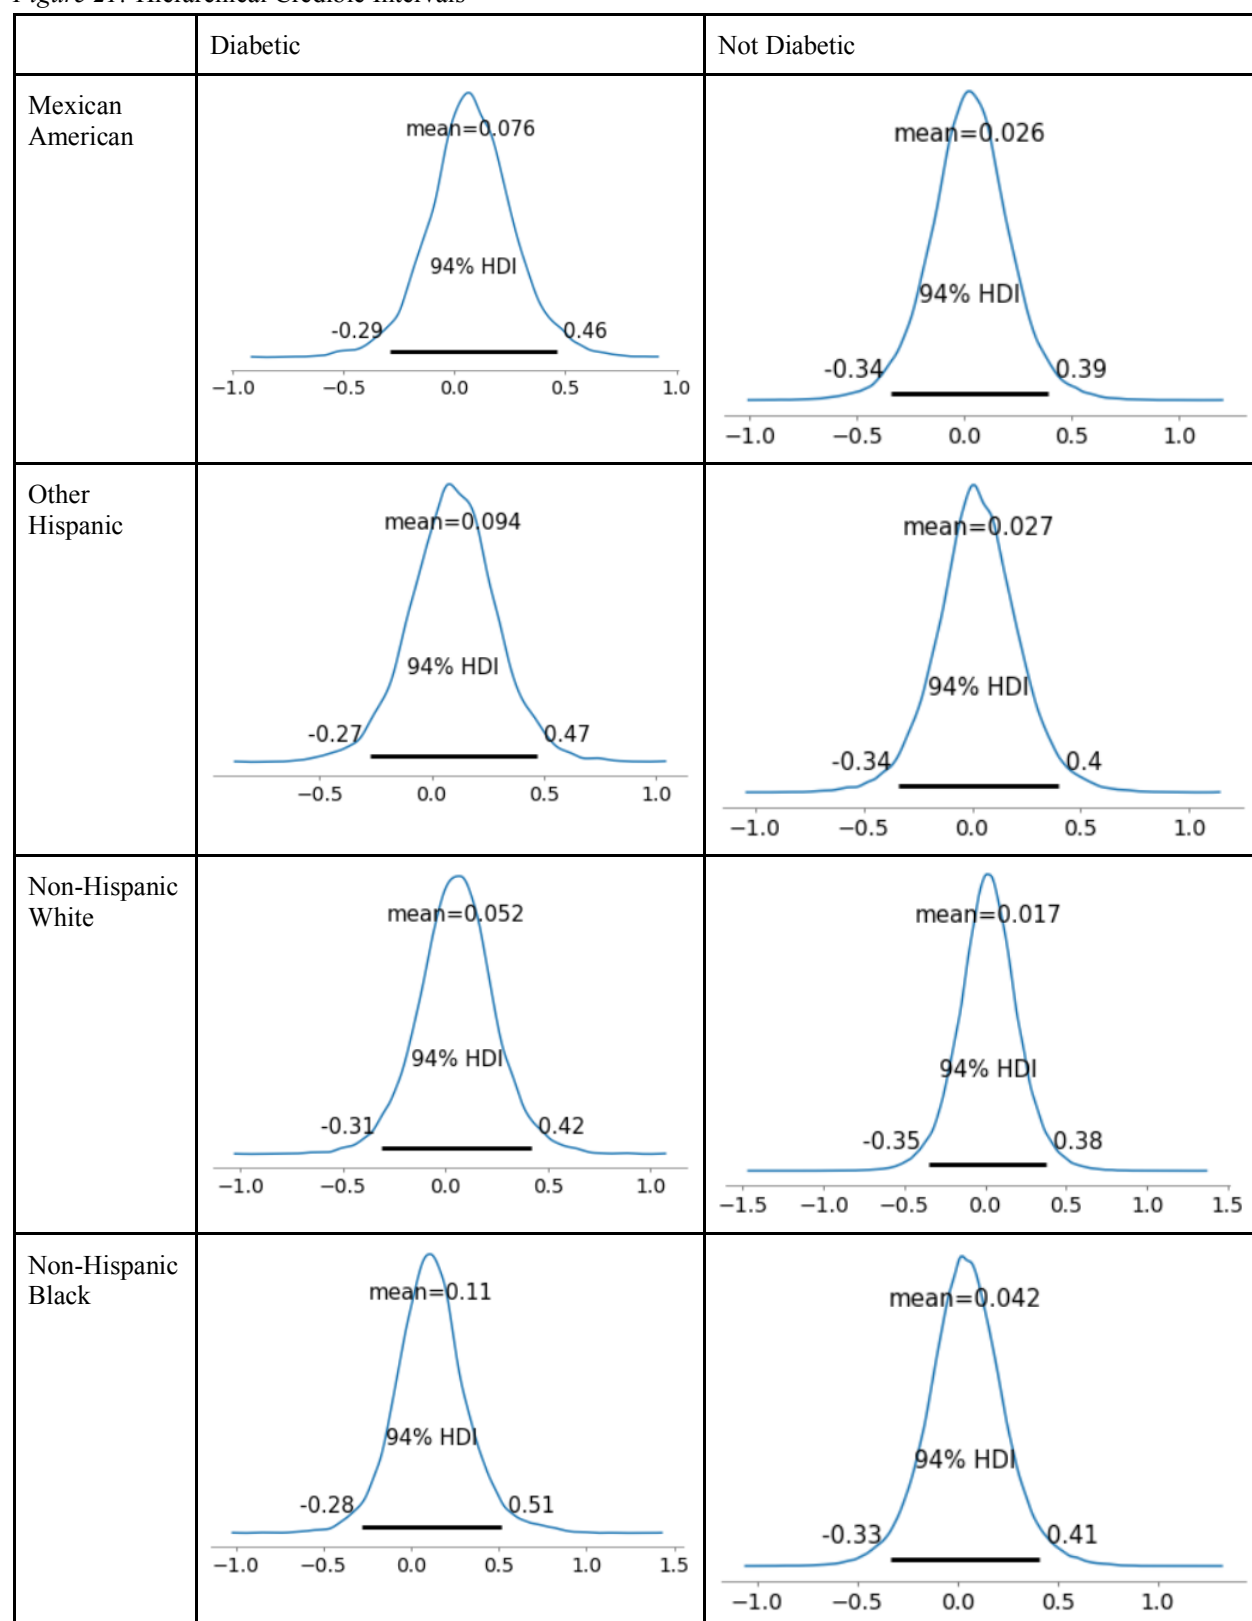 Figure 21. Hierarchical Credible Intervals
Diabetic
Not Diabetic
Mexican
American
mean=0.076
94% HDI
-0.29
0.46
−1.0 −0.5 0.0 0.5 1.0
mean=0.026
94% HDI
-0.34
0.39
−1.0 −0.5 0.0 0.5 1.0
Other
Hispanic
mean=0.094
94% HDI
-0.27
0.47
−0.5 0.0 0.5 1.0
mean=0.027
94% HDI
-0.34
0.4
−1.0 −0.5 0.0 0.5 1.0
Non-Hispanic
White
mean=0.052
94% HDI
-0.31
0.42
−1.0 −0.5 0.0 0.5 1.0
mean=0.017
94% HDI
-0.35
0.38
−1.5 −1.0 −0.5 0.0 0.5 1.0 1.5
Non-Hispanic
Black
mean=0.11
94% HDI
-0.28
0.51
−1.0 −0.5 0.0 0.5 1.0 1.5
mean=0.042
94% HDI
-0.33
0.41
−1.0 −0.5 0.0 0.5 1.0